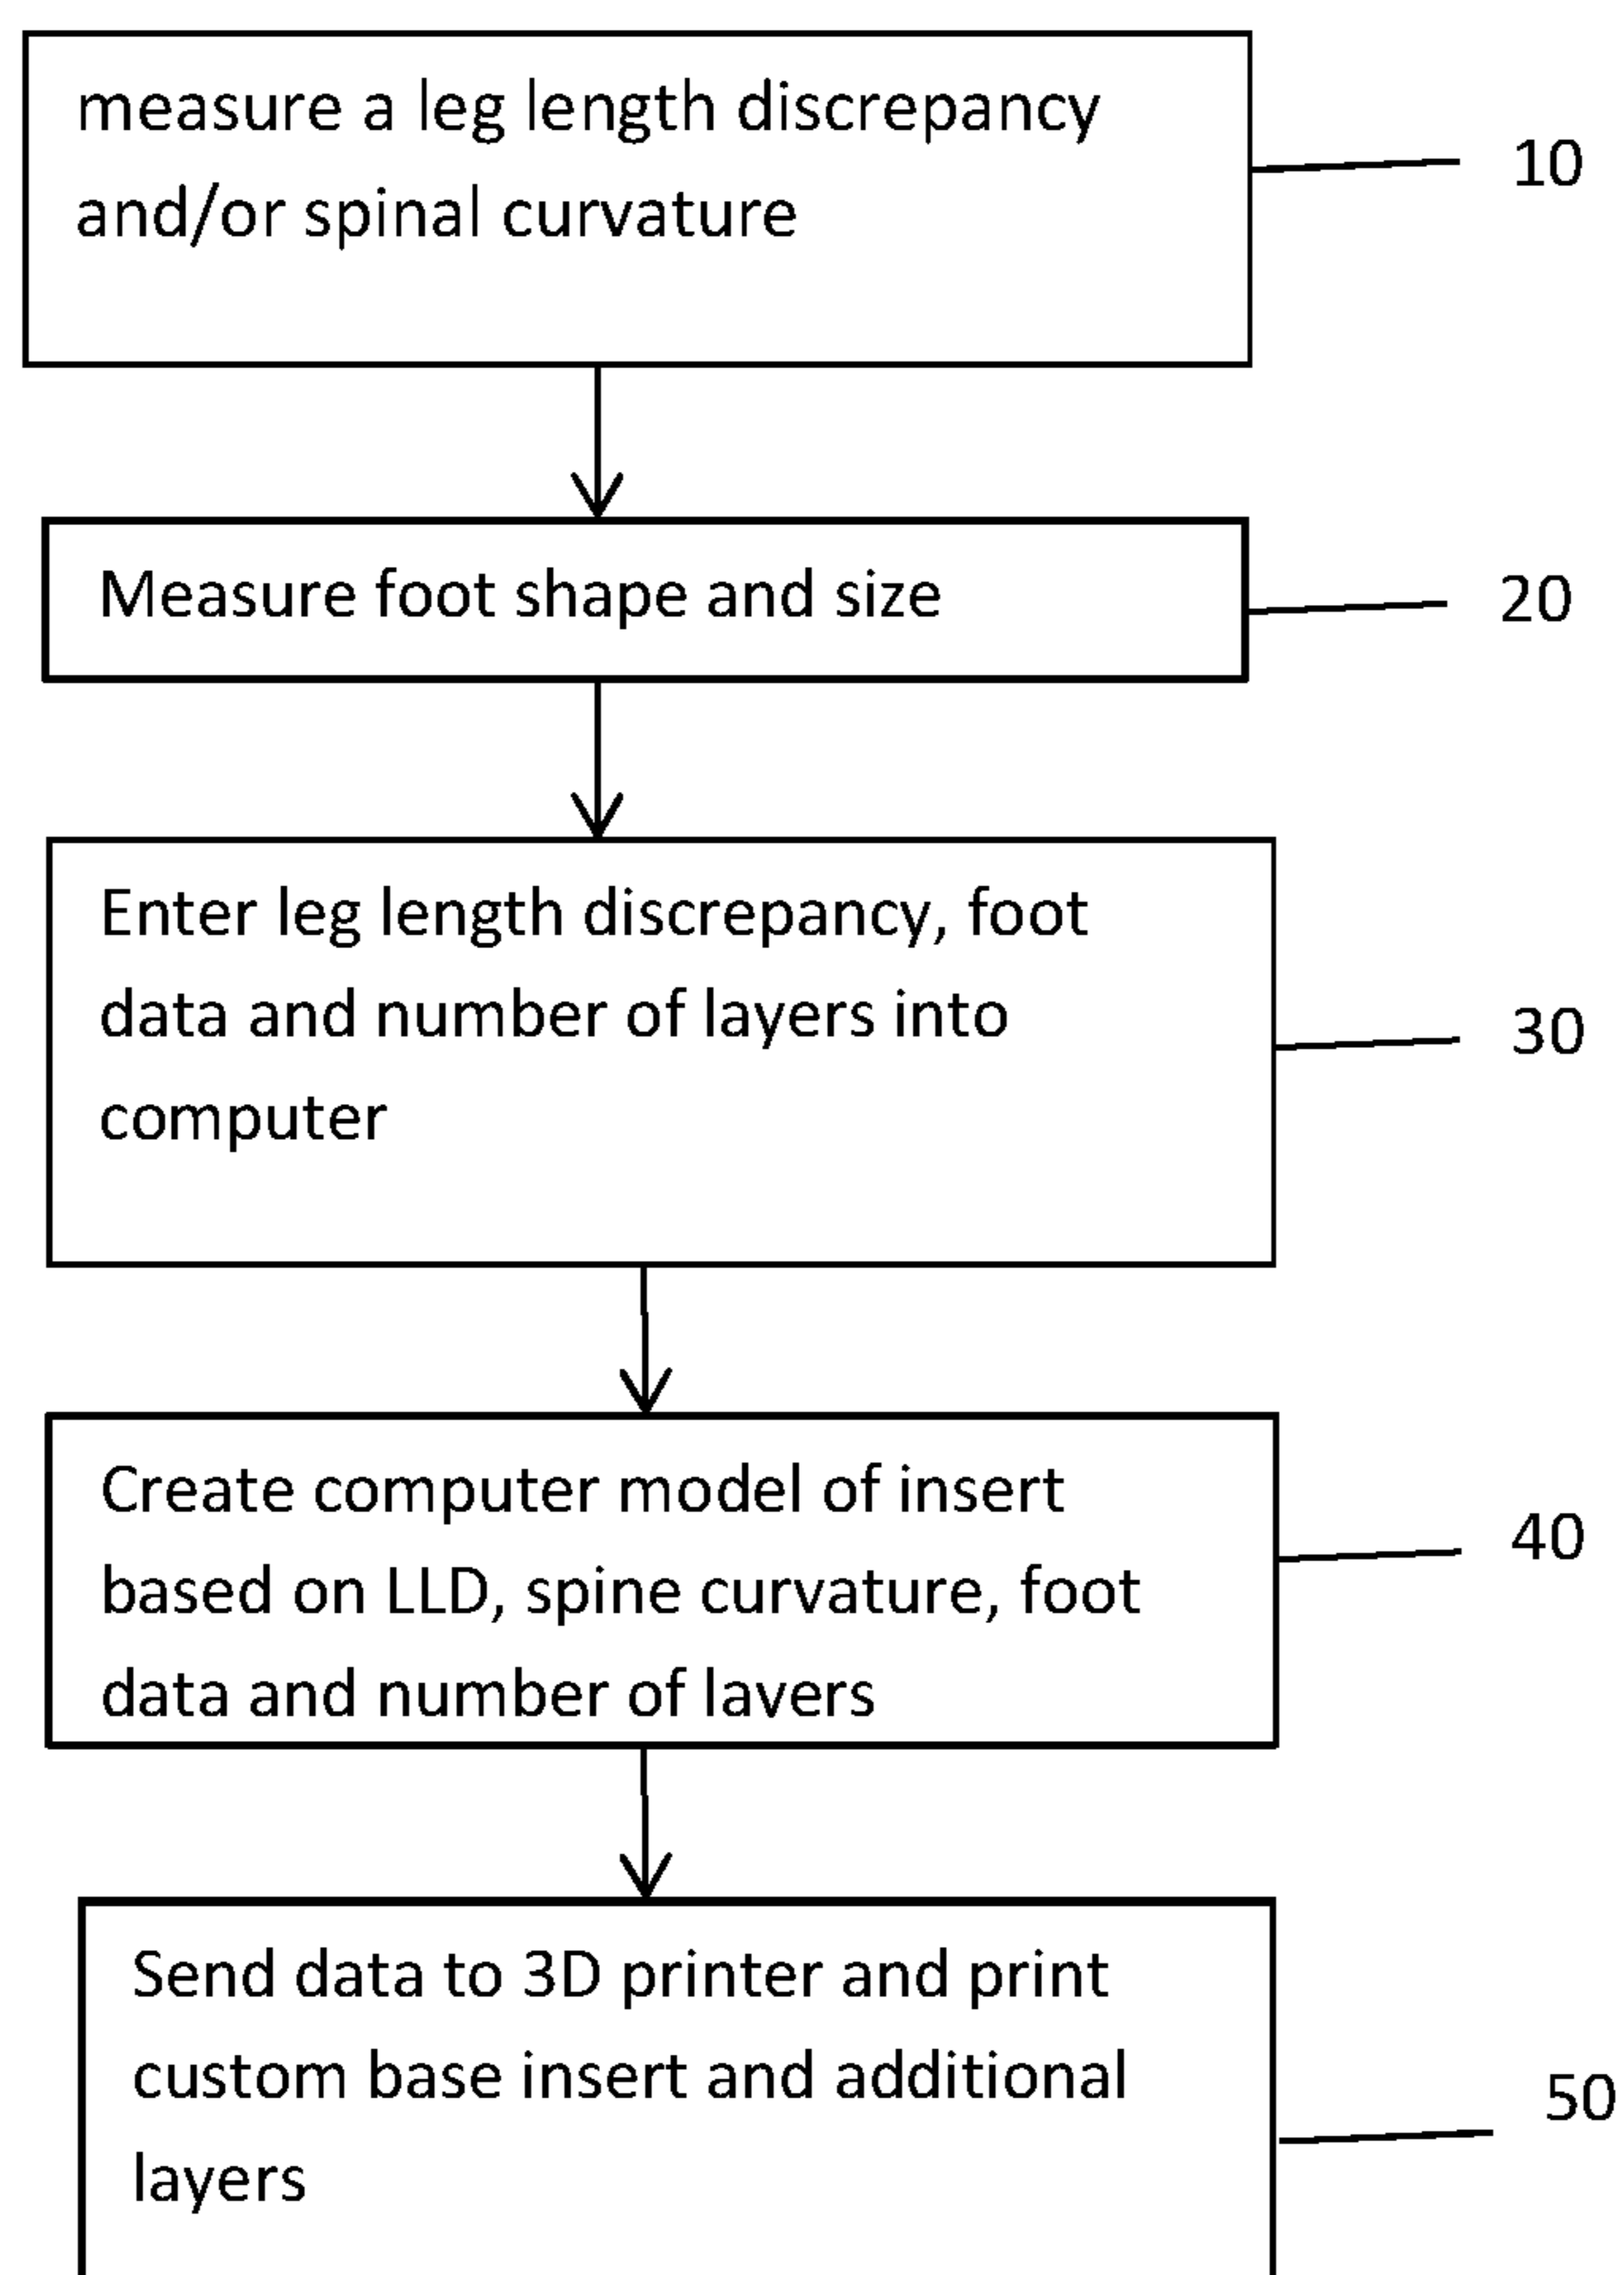 measure a leg length discrepancy
and/or spinal curvature
10
Measure foot shape and size
20
Enter leg length discrepancy, foot
data and number of layers into
computer
30
Create computer model of insert
based on LLD, spine curvature, foot
data and number of layers
40
Send data to 3D printer and print
custom base insert and additional
layers
50